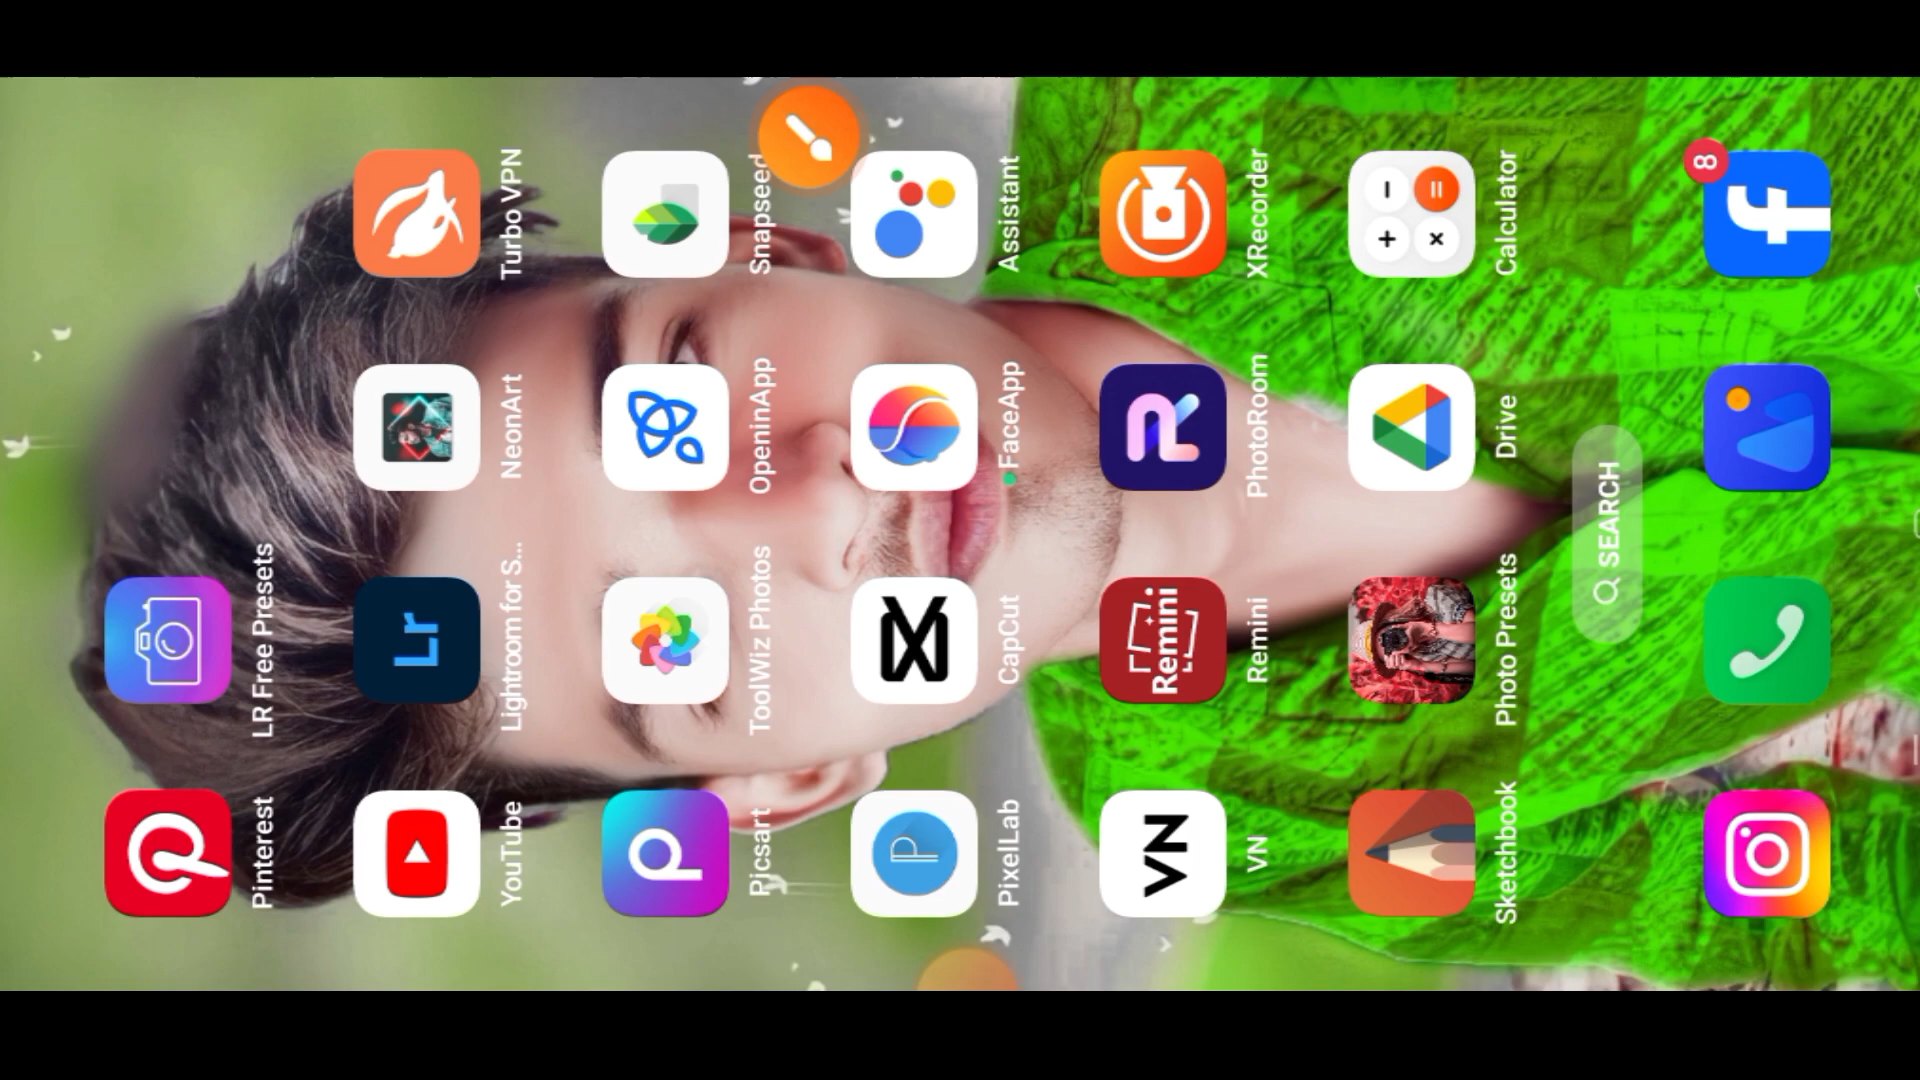 Pinterest LR Free Presets
Lr
YouTube Lightroom for S... NeonArt Turbo VPN
P
Picsart ToolWiz Photos OpeninApp Snapseed
P
PixelLab CapCut FaceApp Assistant
VN Remini R
VN Remini PhotoRoom XRecorder
+ − × =
Sketchbook Photo Presets Drive Calculator
SEARCH
f 8